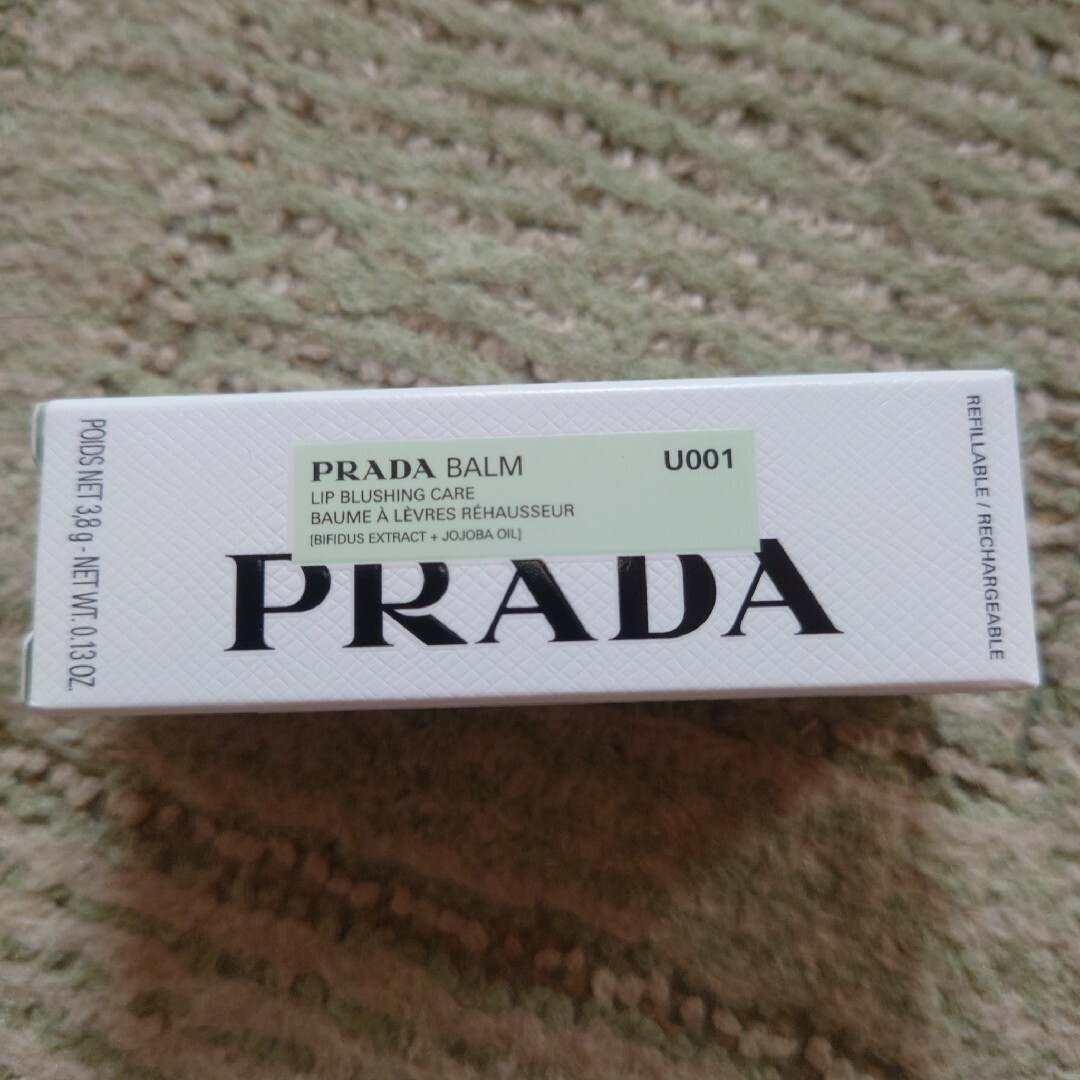 POIDS NET 3,8 g - NET WT. 0.13 OZ.
PRADA BALM
U001
LIP BLUSHING CARE
BAUME À LÈVRES RÉHAUSSEUR
[BIFIDUS EXTRACT + JOJOBA OIL]
PRADA
REFILLABLE / RECHARGEABLE